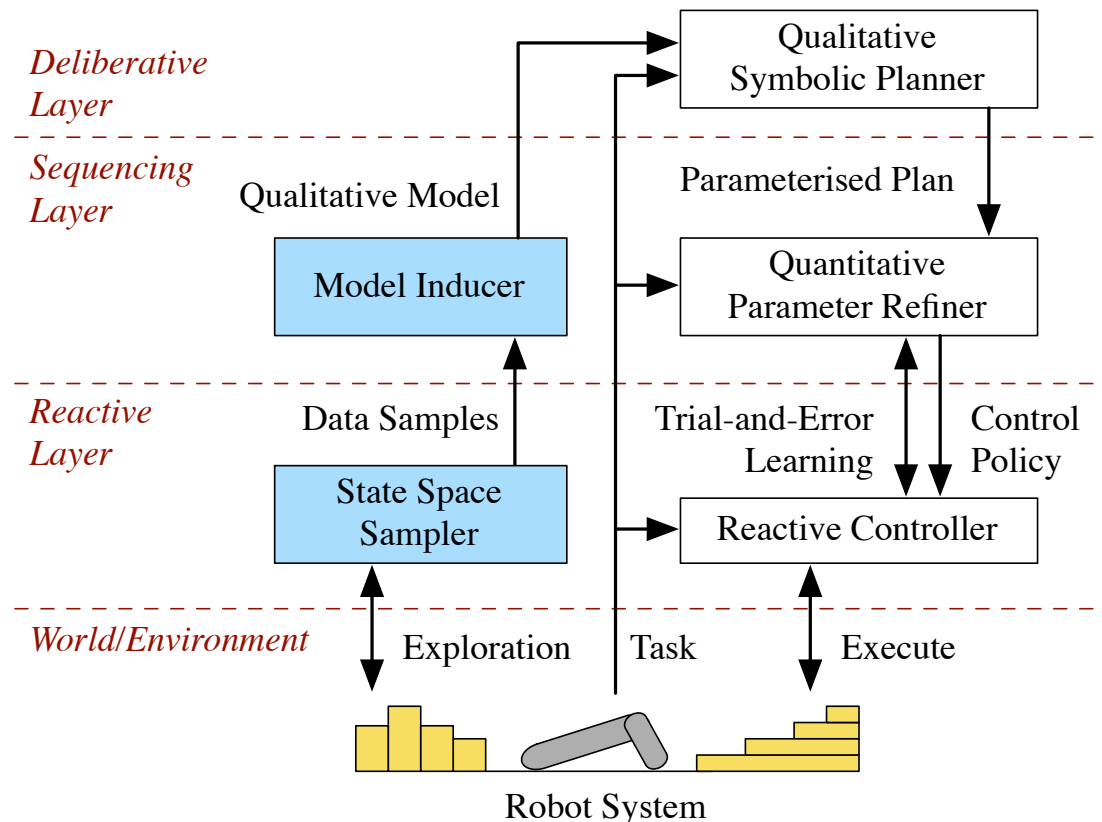 Deliberative
Layer
Qualitative
Symbolic Planner
Sequencing
Layer
Qualitative Model
Parameterised Plan
Model Inducer
Quantitative
Parameter Refiner
Reactive
Layer
Data Samples
Trial-and-Error
Learning
Control
Policy
State Space
Sampler
Reactive Controller
World/Environment
Exploration
Task
Execute
Robot System